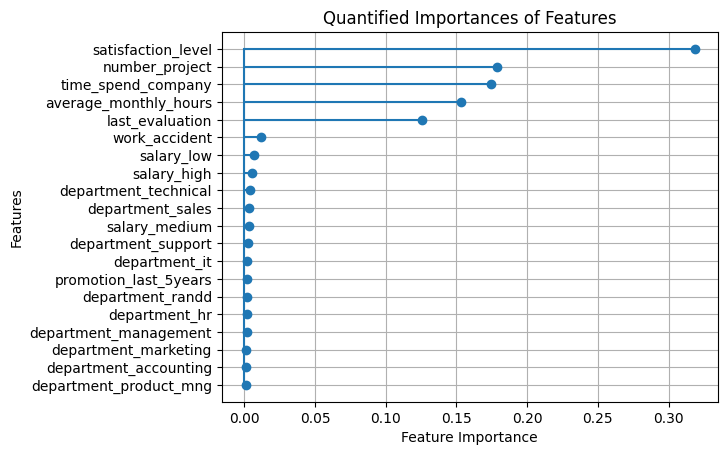 Quantified Importances of Features
satisfaction_level
number_project
time_spend_company
average_monthly_hours
last_evaluation
work_accident
salary_low
salary_high
department_technical
department_sales
salary_medium
department_support
department_it
promotion_last_5years
department_randd
department_hr
department_management
department_marketing
department_accounting
department_product_mng
Features
0.00 0.05 0.10 0.15 0.20 0.25 0.30
Feature Importance